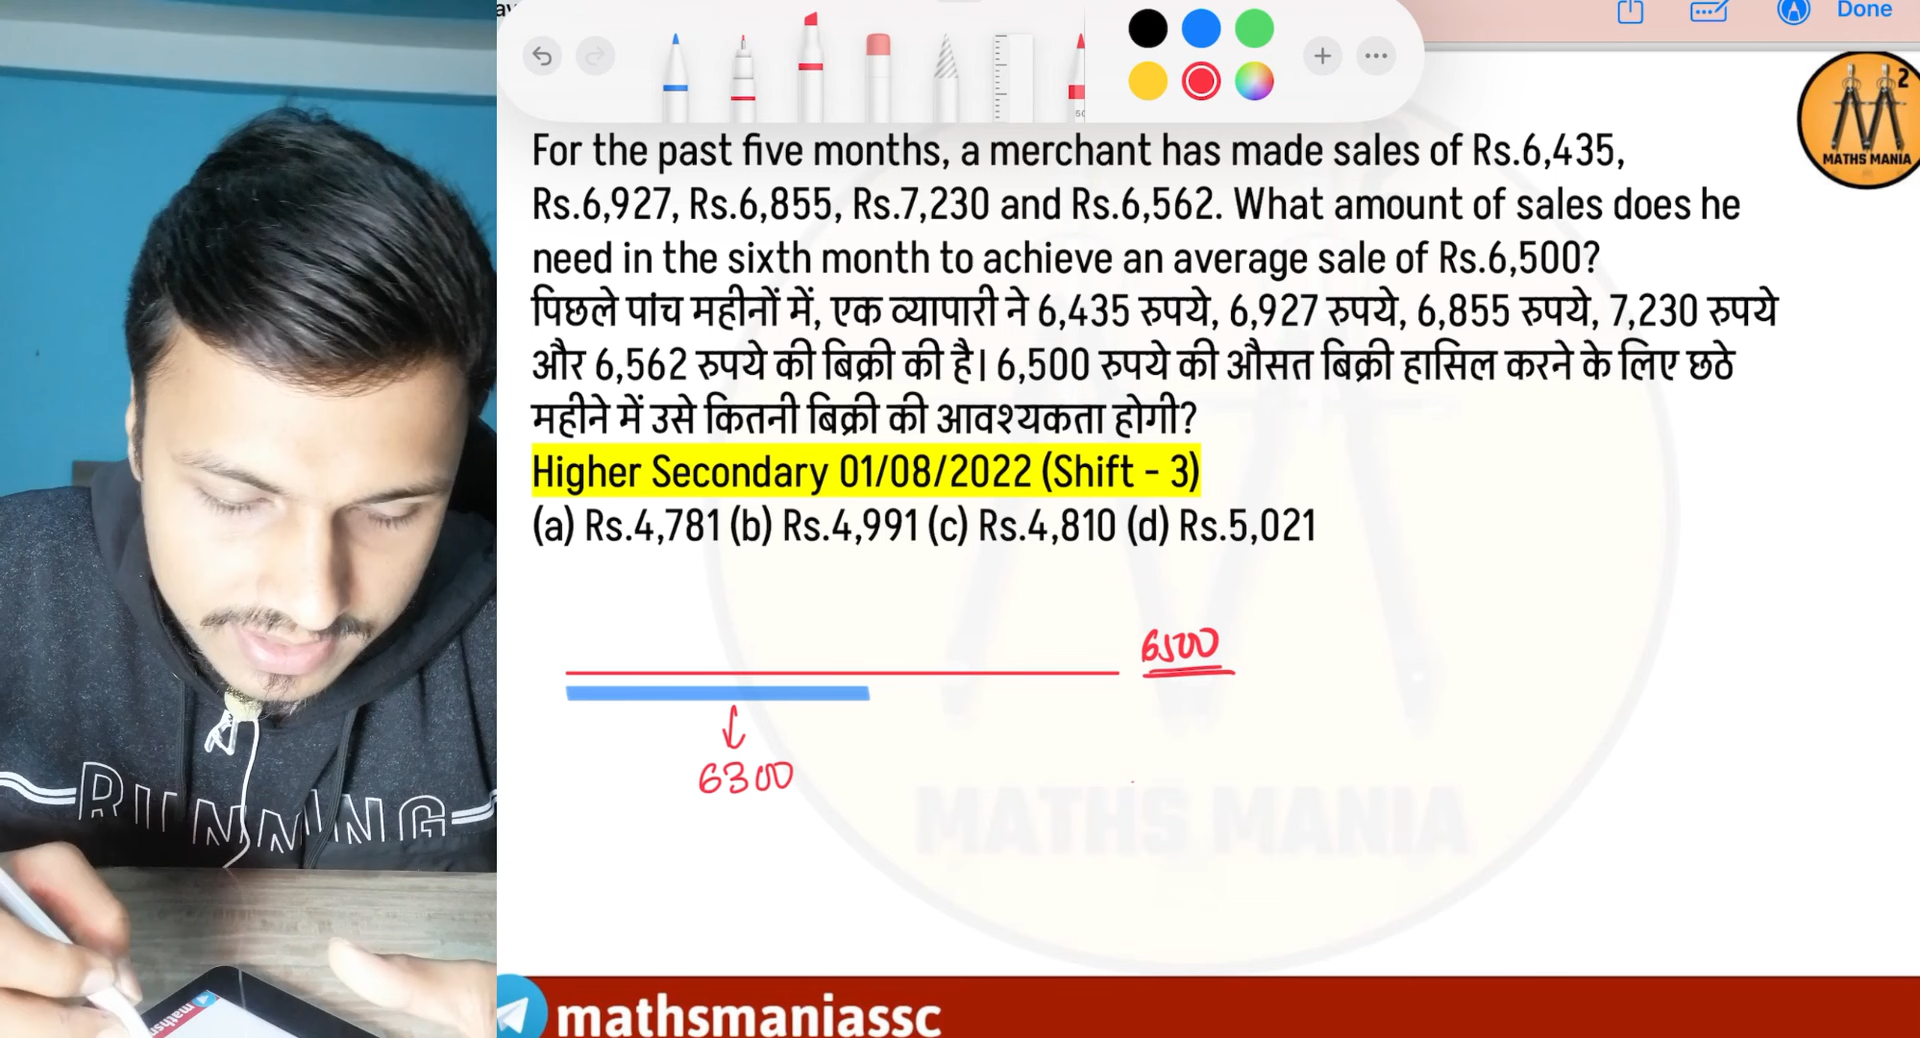 Done
2
MATHS MANIA
For the past five months, a merchant has made sales of Rs.6,435,
Rs.6,927, Rs.6,855, Rs.7,230 and Rs.6,562. What amount of sales does he
need in the sixth month to achieve an average sale of Rs.6,500?
पिछले पांच महीनों में, एक व्यापारी ने 6,435 रुपये, 6,927 रुपये, 6,855 रुपये, 7,230 रुपये
और 6,562 रुपये की बिक्री की है। 6,500 रुपये की औसत बिक्री हासिल करने के लिए छठे
महीने में उसे कितनी बिक्री की आवश्यकता होगी?
Higher Secondary 01/08/2022 (Shift - 3)
(a) Rs.4,781 (b) Rs.4,991 (c) Rs.4,810 (d) Rs.5,021
6500
6300
MATHS MANIA
RUNNING
mathsmaniassc